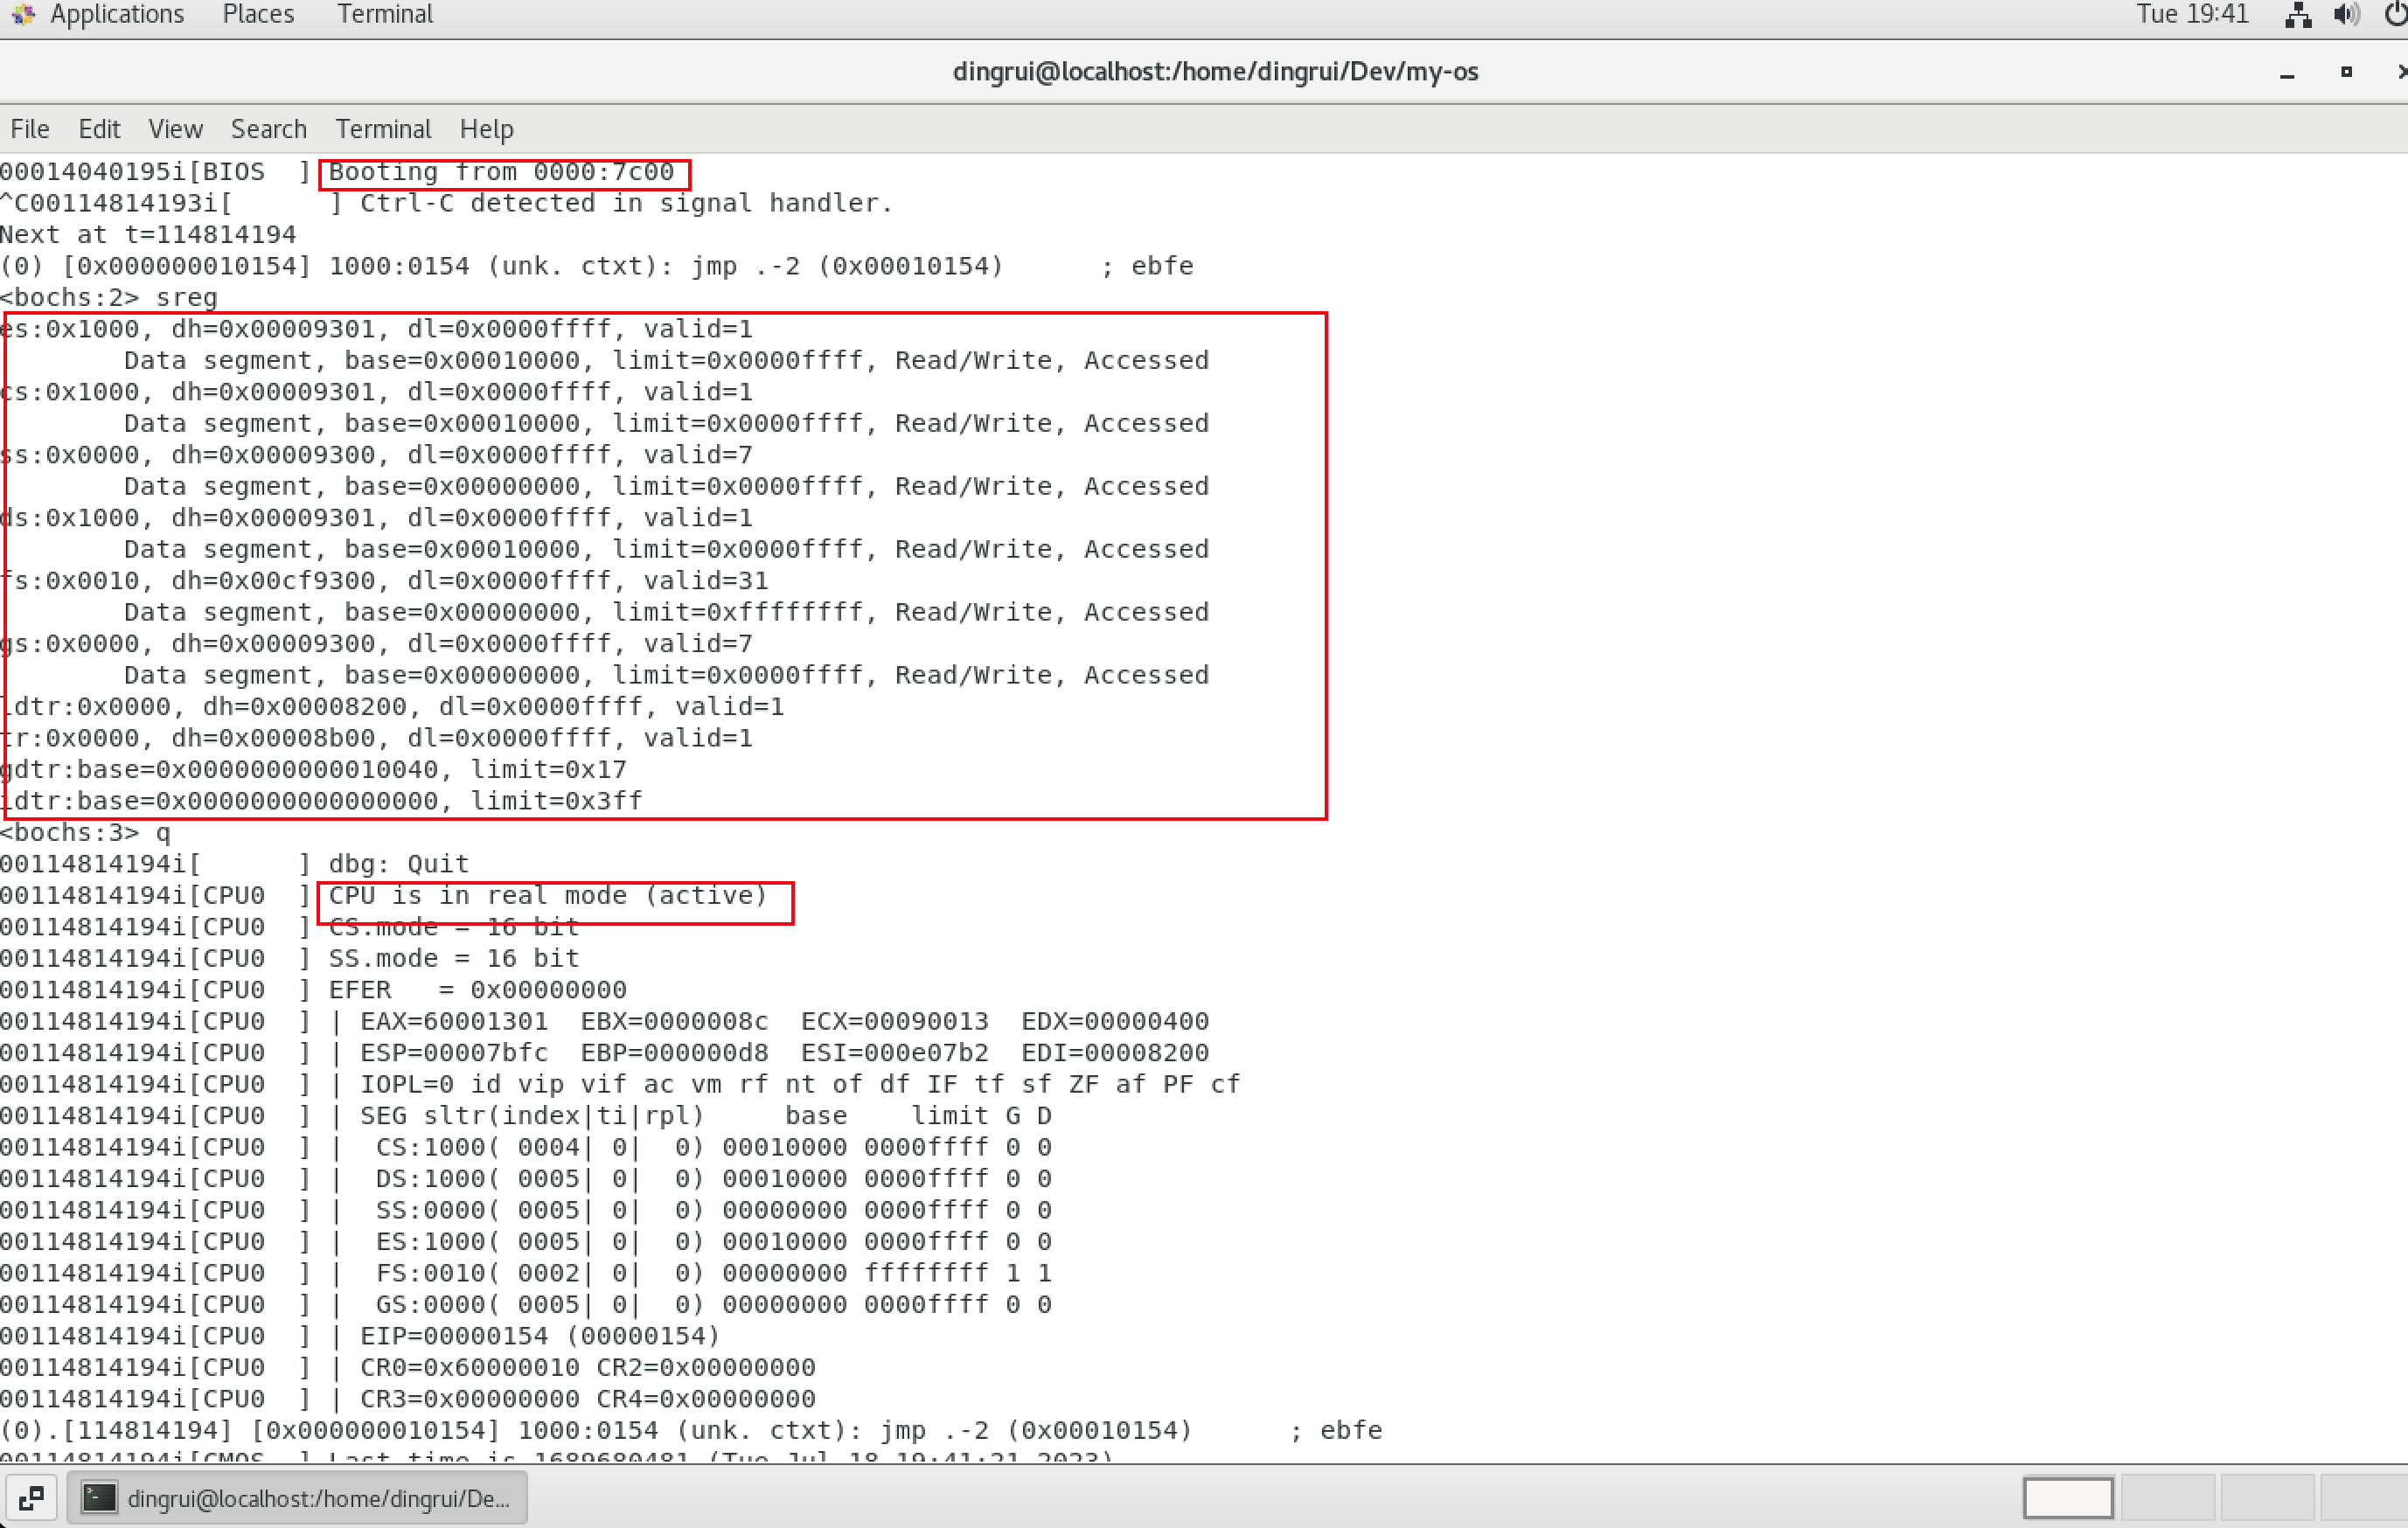 Applications Places Terminal Tue 19:41
dingrui@localhost:/home/dingrui/Dev/my-os
File Edit View Search Terminal Help
00014040195i[BIOS  ] Booting from 0000:7c00
^C00114814193i[      ] Ctrl-C detected in signal handler.
Next at t=114814194
(0) [0x000000010154] 1000:0154 (unk. ctxt): jmp .-2 (0x00010154)      ; ebfe
<bochs:2> sreg
es:0x1000, dh=0x00009301, dl=0x0000ffff, valid=1
        Data segment, base=0x00010000, limit=0x0000ffff, Read/Write, Accessed
cs:0x1000, dh=0x00009301, dl=0x0000ffff, valid=1
        Data segment, base=0x00010000, limit=0x0000ffff, Read/Write, Accessed
ss:0x0000, dh=0x00009300, dl=0x0000ffff, valid=7
        Data segment, base=0x00000000, limit=0x0000ffff, Read/Write, Accessed
ds:0x1000, dh=0x00009301, dl=0x0000ffff, valid=1
        Data segment, base=0x00010000, limit=0x0000ffff, Read/Write, Accessed
fs:0x0010, dh=0x00cf9300, dl=0x0000ffff, valid=31
        Data segment, base=0x00000000, limit=0xffffffff, Read/Write, Accessed
gs:0x0000, dh=0x00009300, dl=0x0000ffff, valid=7
        Data segment, base=0x00000000, limit=0x0000ffff, Read/Write, Accessed
ldtr:0x0000, dh=0x00008200, dl=0x0000ffff, valid=1
tr:0x0000, dh=0x00008b00, dl=0x0000ffff, valid=1
gdtr:base=0x0000000000010040, limit=0x17
idtr:base=0x0000000000000000, limit=0x3ff
<bochs:3> q
00114814194i[      ] dbg: Quit
00114814194i[CPU0  ] CPU is in real mode (active)
00114814194i[CPU0  ] CS.mode = 16 bit
00114814194i[CPU0  ] SS.mode = 16 bit
00114814194i[CPU0  ] EFER   = 0x00000000
00114814194i[CPU0  ] | EAX=60001301  EBX=0000008c  ECX=00090013  EDX=00000400
00114814194i[CPU0  ] | ESP=00007bfc  EBP=000000d8  ESI=000e07b2  EDI=00008200
00114814194i[CPU0  ] | IOPL=0 id vip vif ac vm rf nt of df IF tf sf ZF af PF cf
00114814194i[CPU0  ] | SEG sltr(index|ti|rpl)     base    limit G D
00114814194i[CPU0  ] |  CS:1000( 0004| 0|  0) 00010000 0000ffff 0 0
00114814194i[CPU0  ] |  DS:1000( 0005| 0|  0) 00010000 0000ffff 0 0
00114814194i[CPU0  ] |  SS:0000( 0005| 0|  0) 00000000 0000ffff 0 0
00114814194i[CPU0  ] |  ES:1000( 0005| 0|  0) 00010000 0000ffff 0 0
00114814194i[CPU0  ] |  FS:0010( 0002| 0|  0) 00000000 ffffffff 1 1
00114814194i[CPU0  ] |  GS:0000( 0005| 0|  0) 00000000 0000ffff 0 0
00114814194i[CPU0  ] | EIP=00000154 (00000154)
00114814194i[CPU0  ] | CR0=0x60000010 CR2=0x00000000
00114814194i[CPU0  ] | CR3=0x00000000 CR4=0x00000000
(0).[114814194] [0x000000010154] 1000:0154 (unk. ctxt): jmp .-2 (0x00010154)      ; ebfe
00114814194i[CMOS  ] Last time is 1689680481 (Tue Jul 18 19:41:21 2023)
dingrui@localhost:/home/dingrui/De...